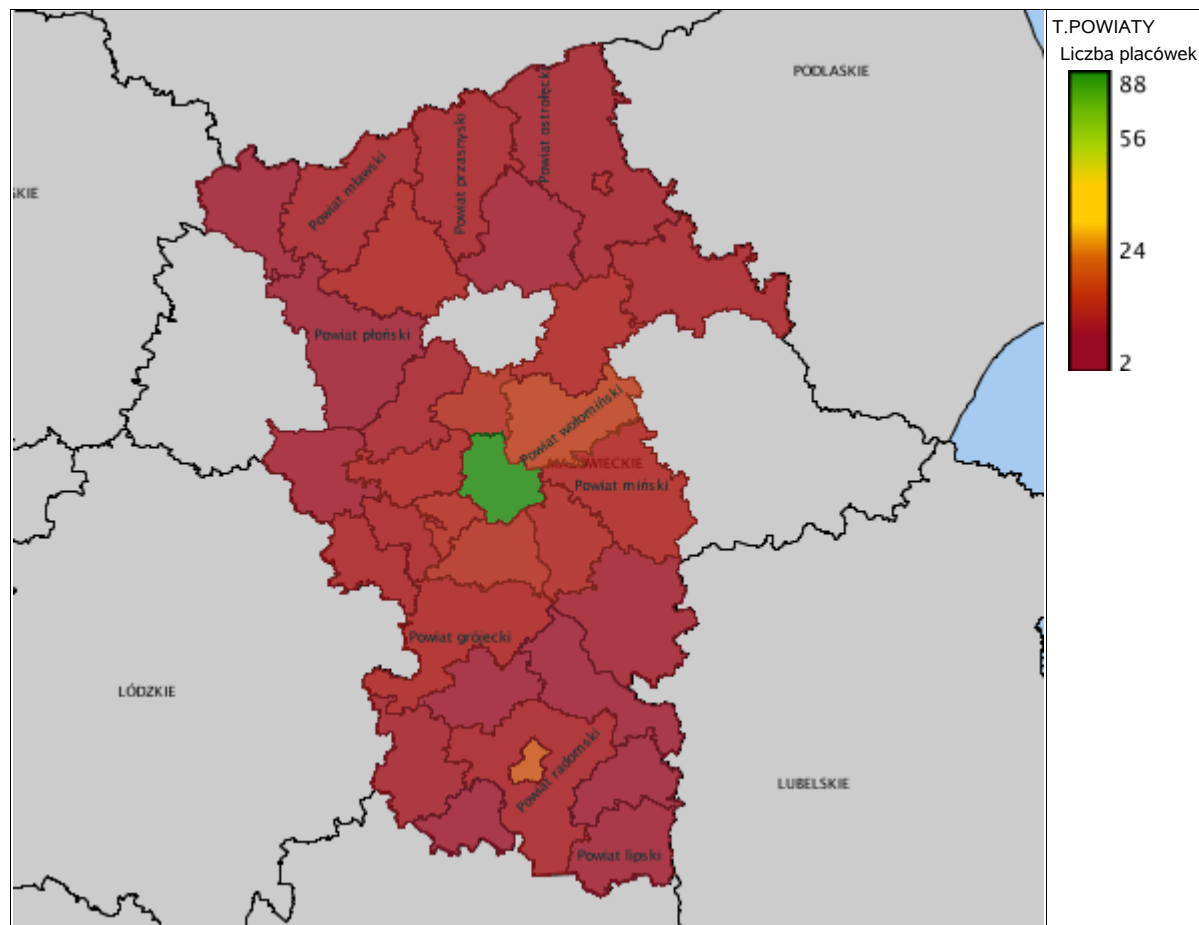 T.POWIATY
Liczba placówek
88
56
24
2
PODLASKIE
SKIE
Powiat mławski
Powiat przasnyski
Powiat ostrołęcki
Powiat płoński
Powiat wołomiński
MAZOWIECKIE
Powiat miński
Powiat grójecki
ŁÓDZKIE
Powiat radomski
LUBELSKIE
Powiat lipski